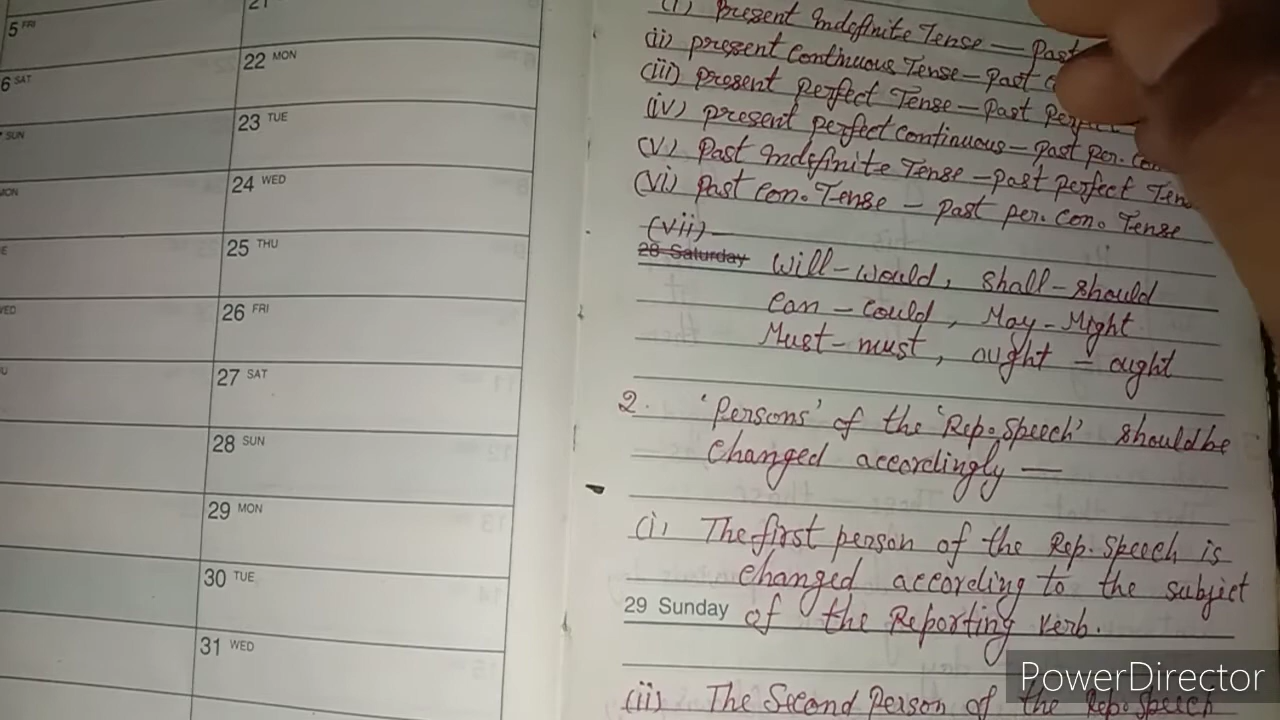 5 FRI
6 SAT
SUN
MON
21
22 MON
23 TUE
24 WED
25 THU
26 FRI
27 SAT
28 SUN
29 MON
30 TUE
31 WED
(i) Present Indefinite Tense — Past
(ii) present continuous Tense — Past
(iii) present perfect Tense — Past
(iv) present perfect continuous — Past per.
(v) Past Indefinite Tense — Past perfect
(vi) Past con. Tense — Past per. con. Tense
(vii) —
28 Saturday Will — would, shall — should
Can — could, May — Might
Must — must, ought — ought
2. 'Persons' of the 'Rep. Speech' should be
changed accordingly —
(i) The first person of the Rep. Speech is
changed according to the subject
29 Sunday of the Reporting verb.
(ii) The Second Person of the Rep. Speech
PowerDirector